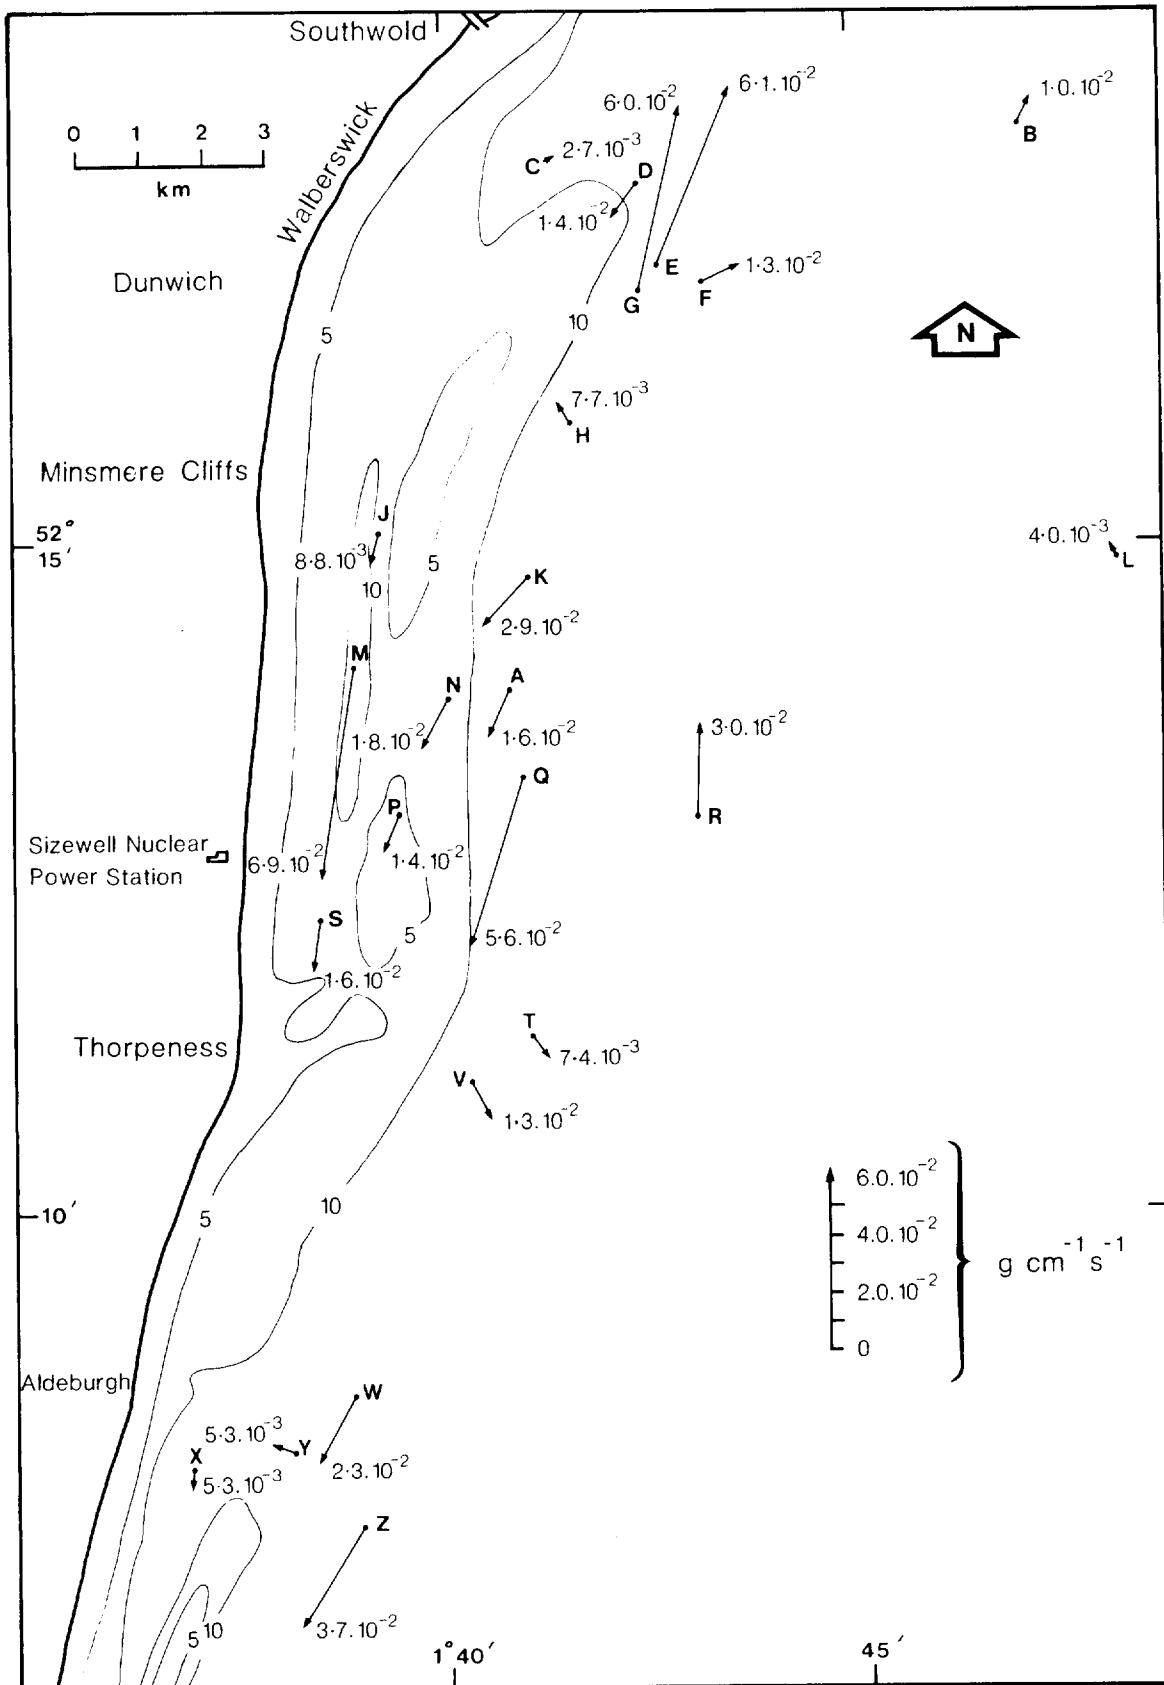 Southwold
6·0.10⁻²
6·1.10⁻²
1·0.10⁻²
B
0 1 2 3
km
Walberswick
C 2·7.10⁻³
D
1·4.10⁻²
Dunwich
E
1·3.10⁻²
F
G
10
N
5
7·7.10⁻³
H
Minsmere Cliffs
J
52°
15′
8·8.10⁻³
5
10
4·0.10⁻³
L
K
2·9.10⁻²
M
N
A
1·8.10⁻²
1·6.10⁻²
3·0.10⁻²
Q
P
R
Sizewell Nuclear
Power Station
6·9.10⁻²
1·4.10⁻²
S
5
5·6.10⁻²
1·6.10⁻²
T
Thorpeness
7·4.10⁻³
V
1·3.10⁻²
6.0.10⁻²
4.0.10⁻²
2.0.10⁻²
0
g cm⁻¹ s⁻¹
10′
5
10
Aldeburgh
W
5·3.10⁻³
Y
X
2·3.10⁻²
5·3.10⁻³
Z
3·7.10⁻²
5 10
1°40′
45′